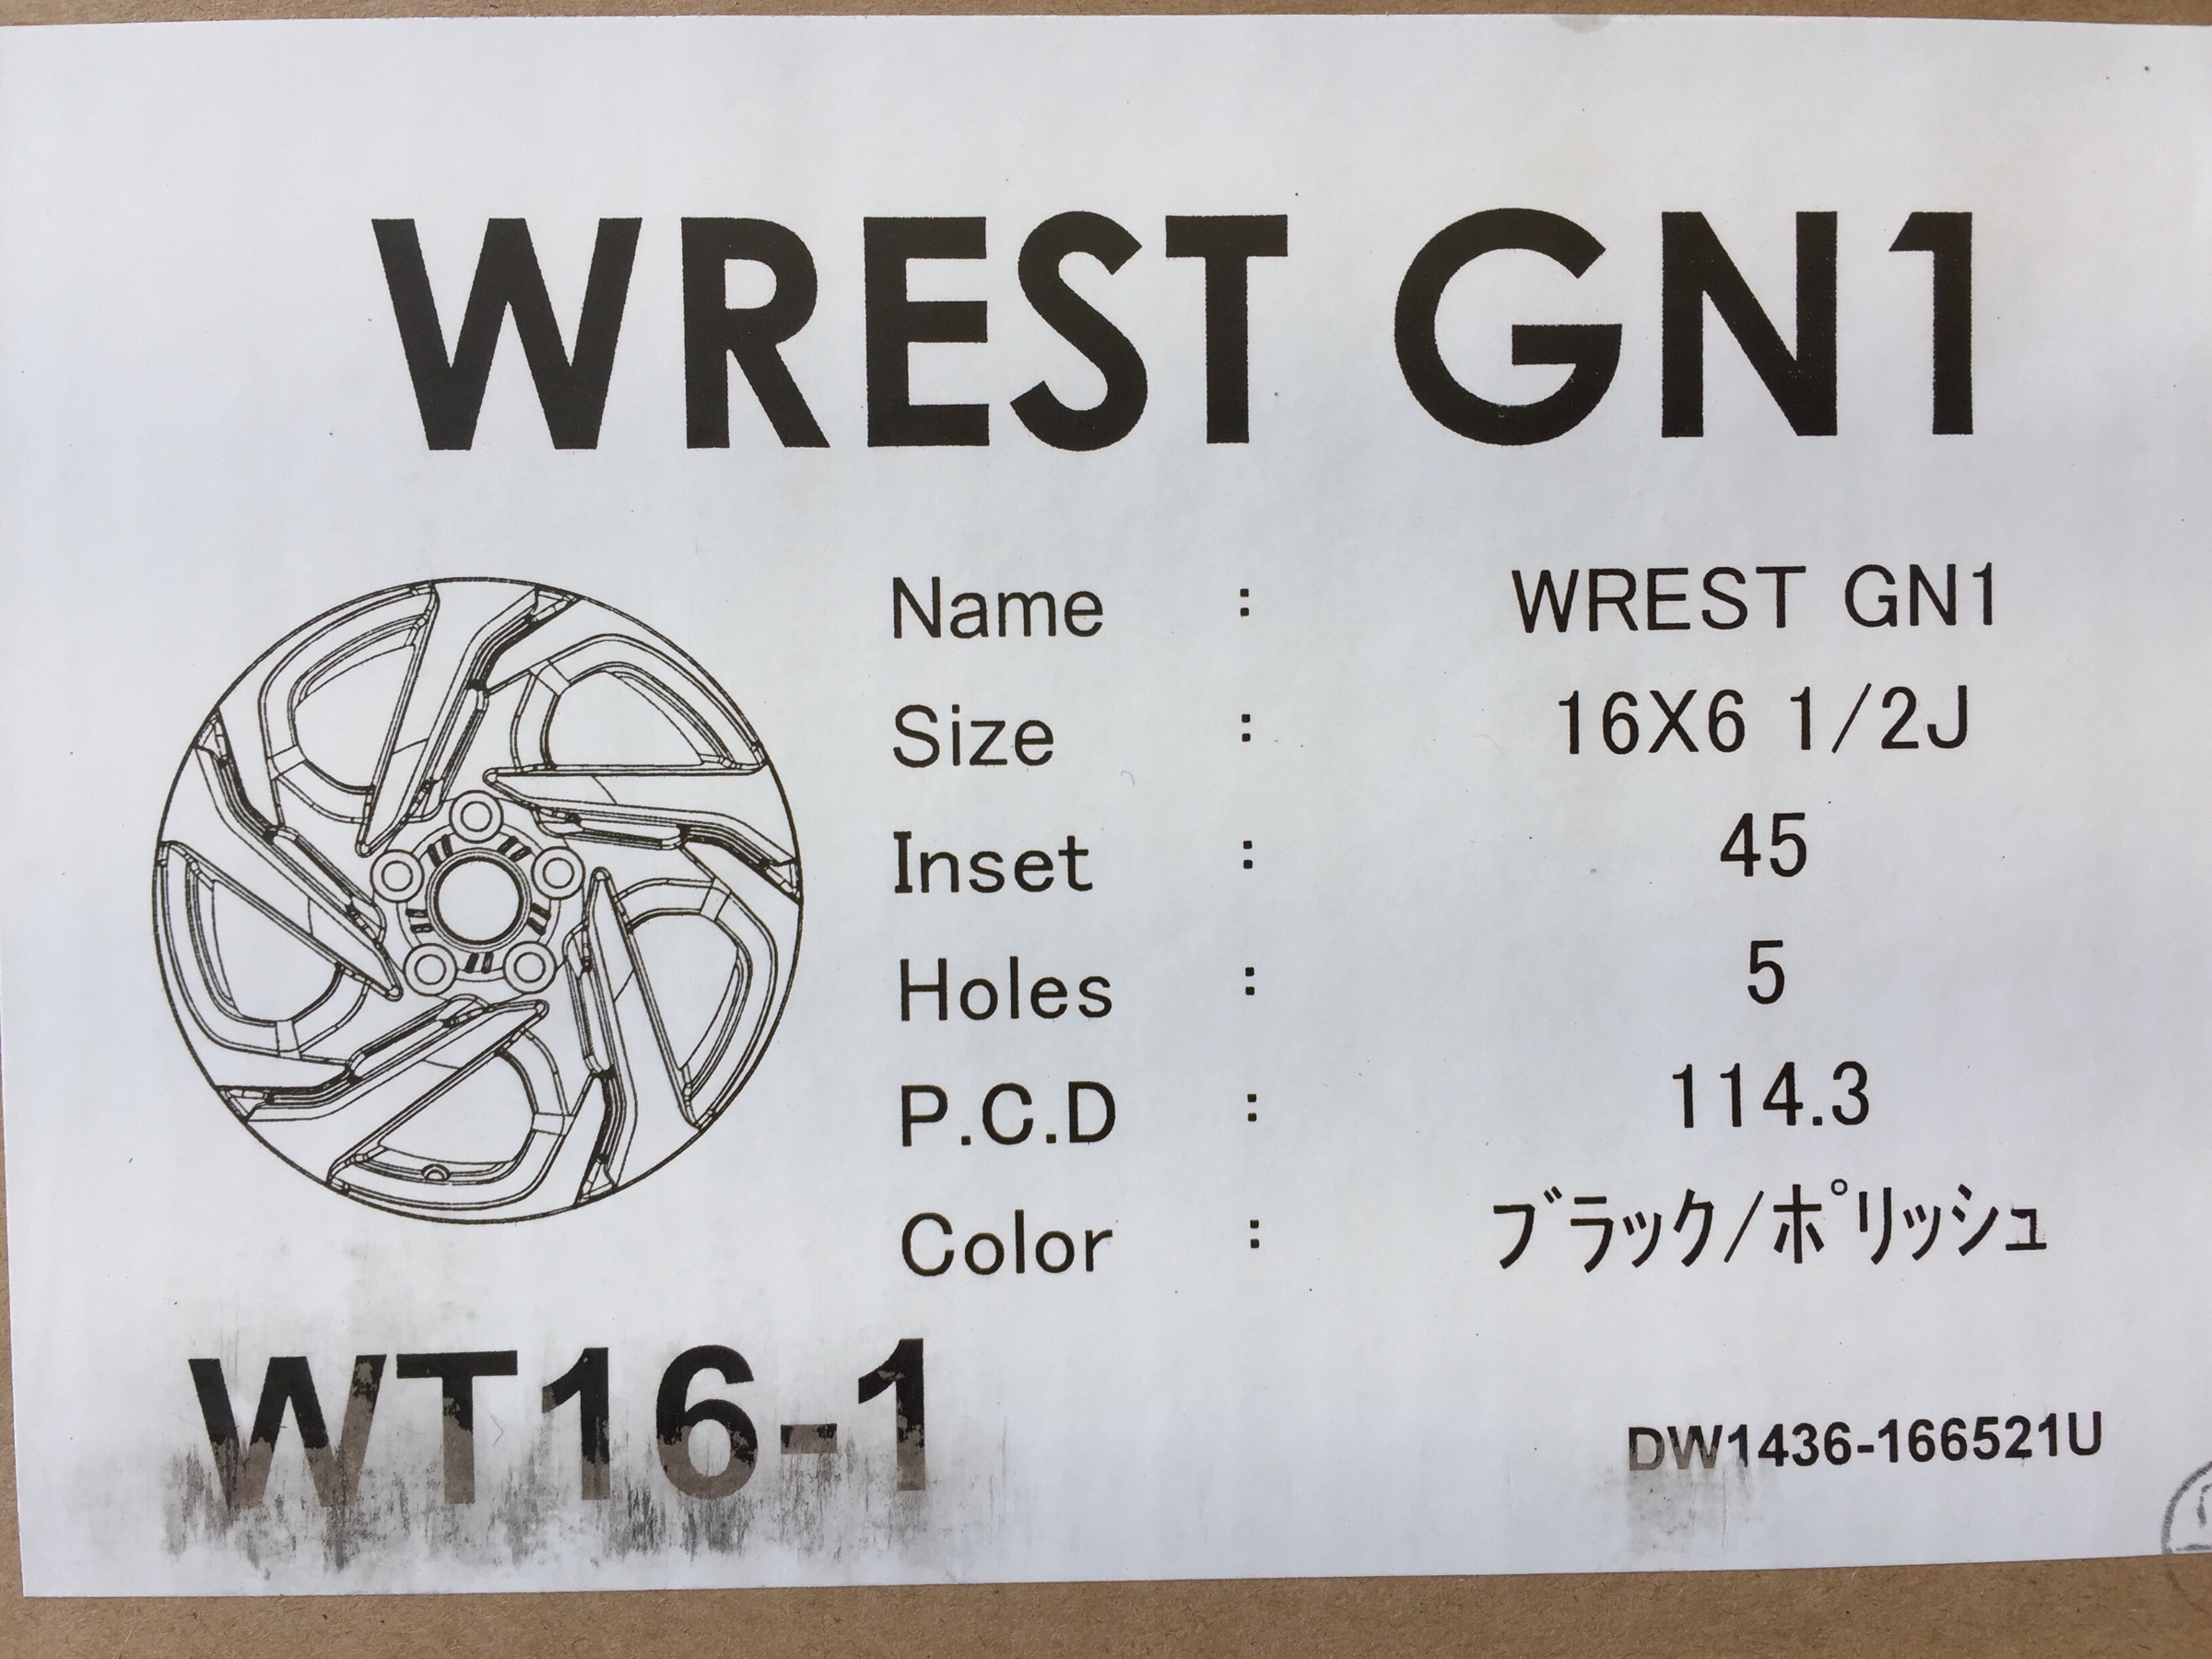 WREST GN1
Name : WREST GN1
Size : 16X6 1/2J
Inset : 45
Holes : 5
P.C.D : 114.3
Color : ﾌﾞﾗｯｸ/ﾎﾟﾘｯｼｭ
WT16-1
DW1436-166521U